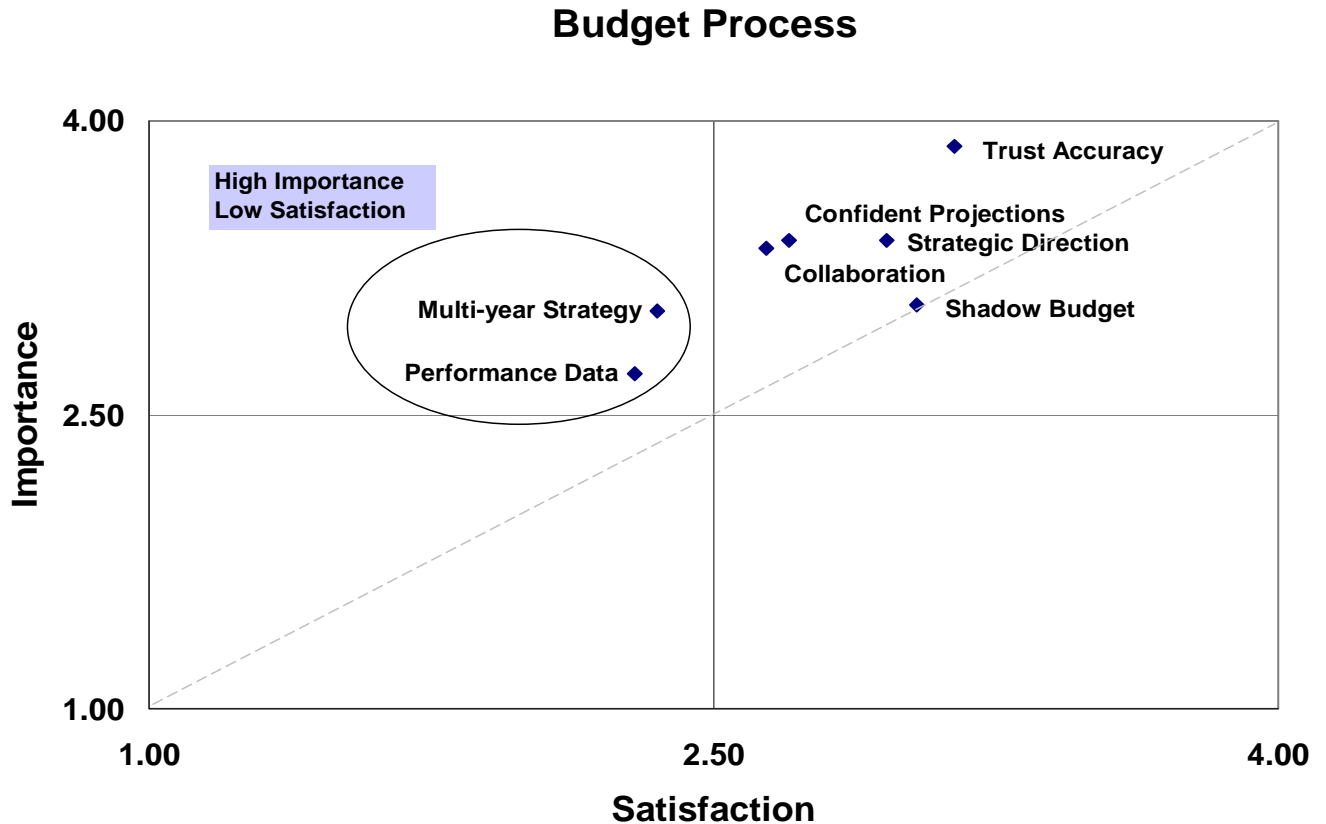 Budget Process
4.00
High Importance
Low Satisfaction
Trust Accuracy
Confident Projections
Strategic Direction
Collaboration
Multi-year Strategy
Shadow Budget
Performance Data
2.50
Importance
1.00
1.00 2.50 4.00
Satisfaction